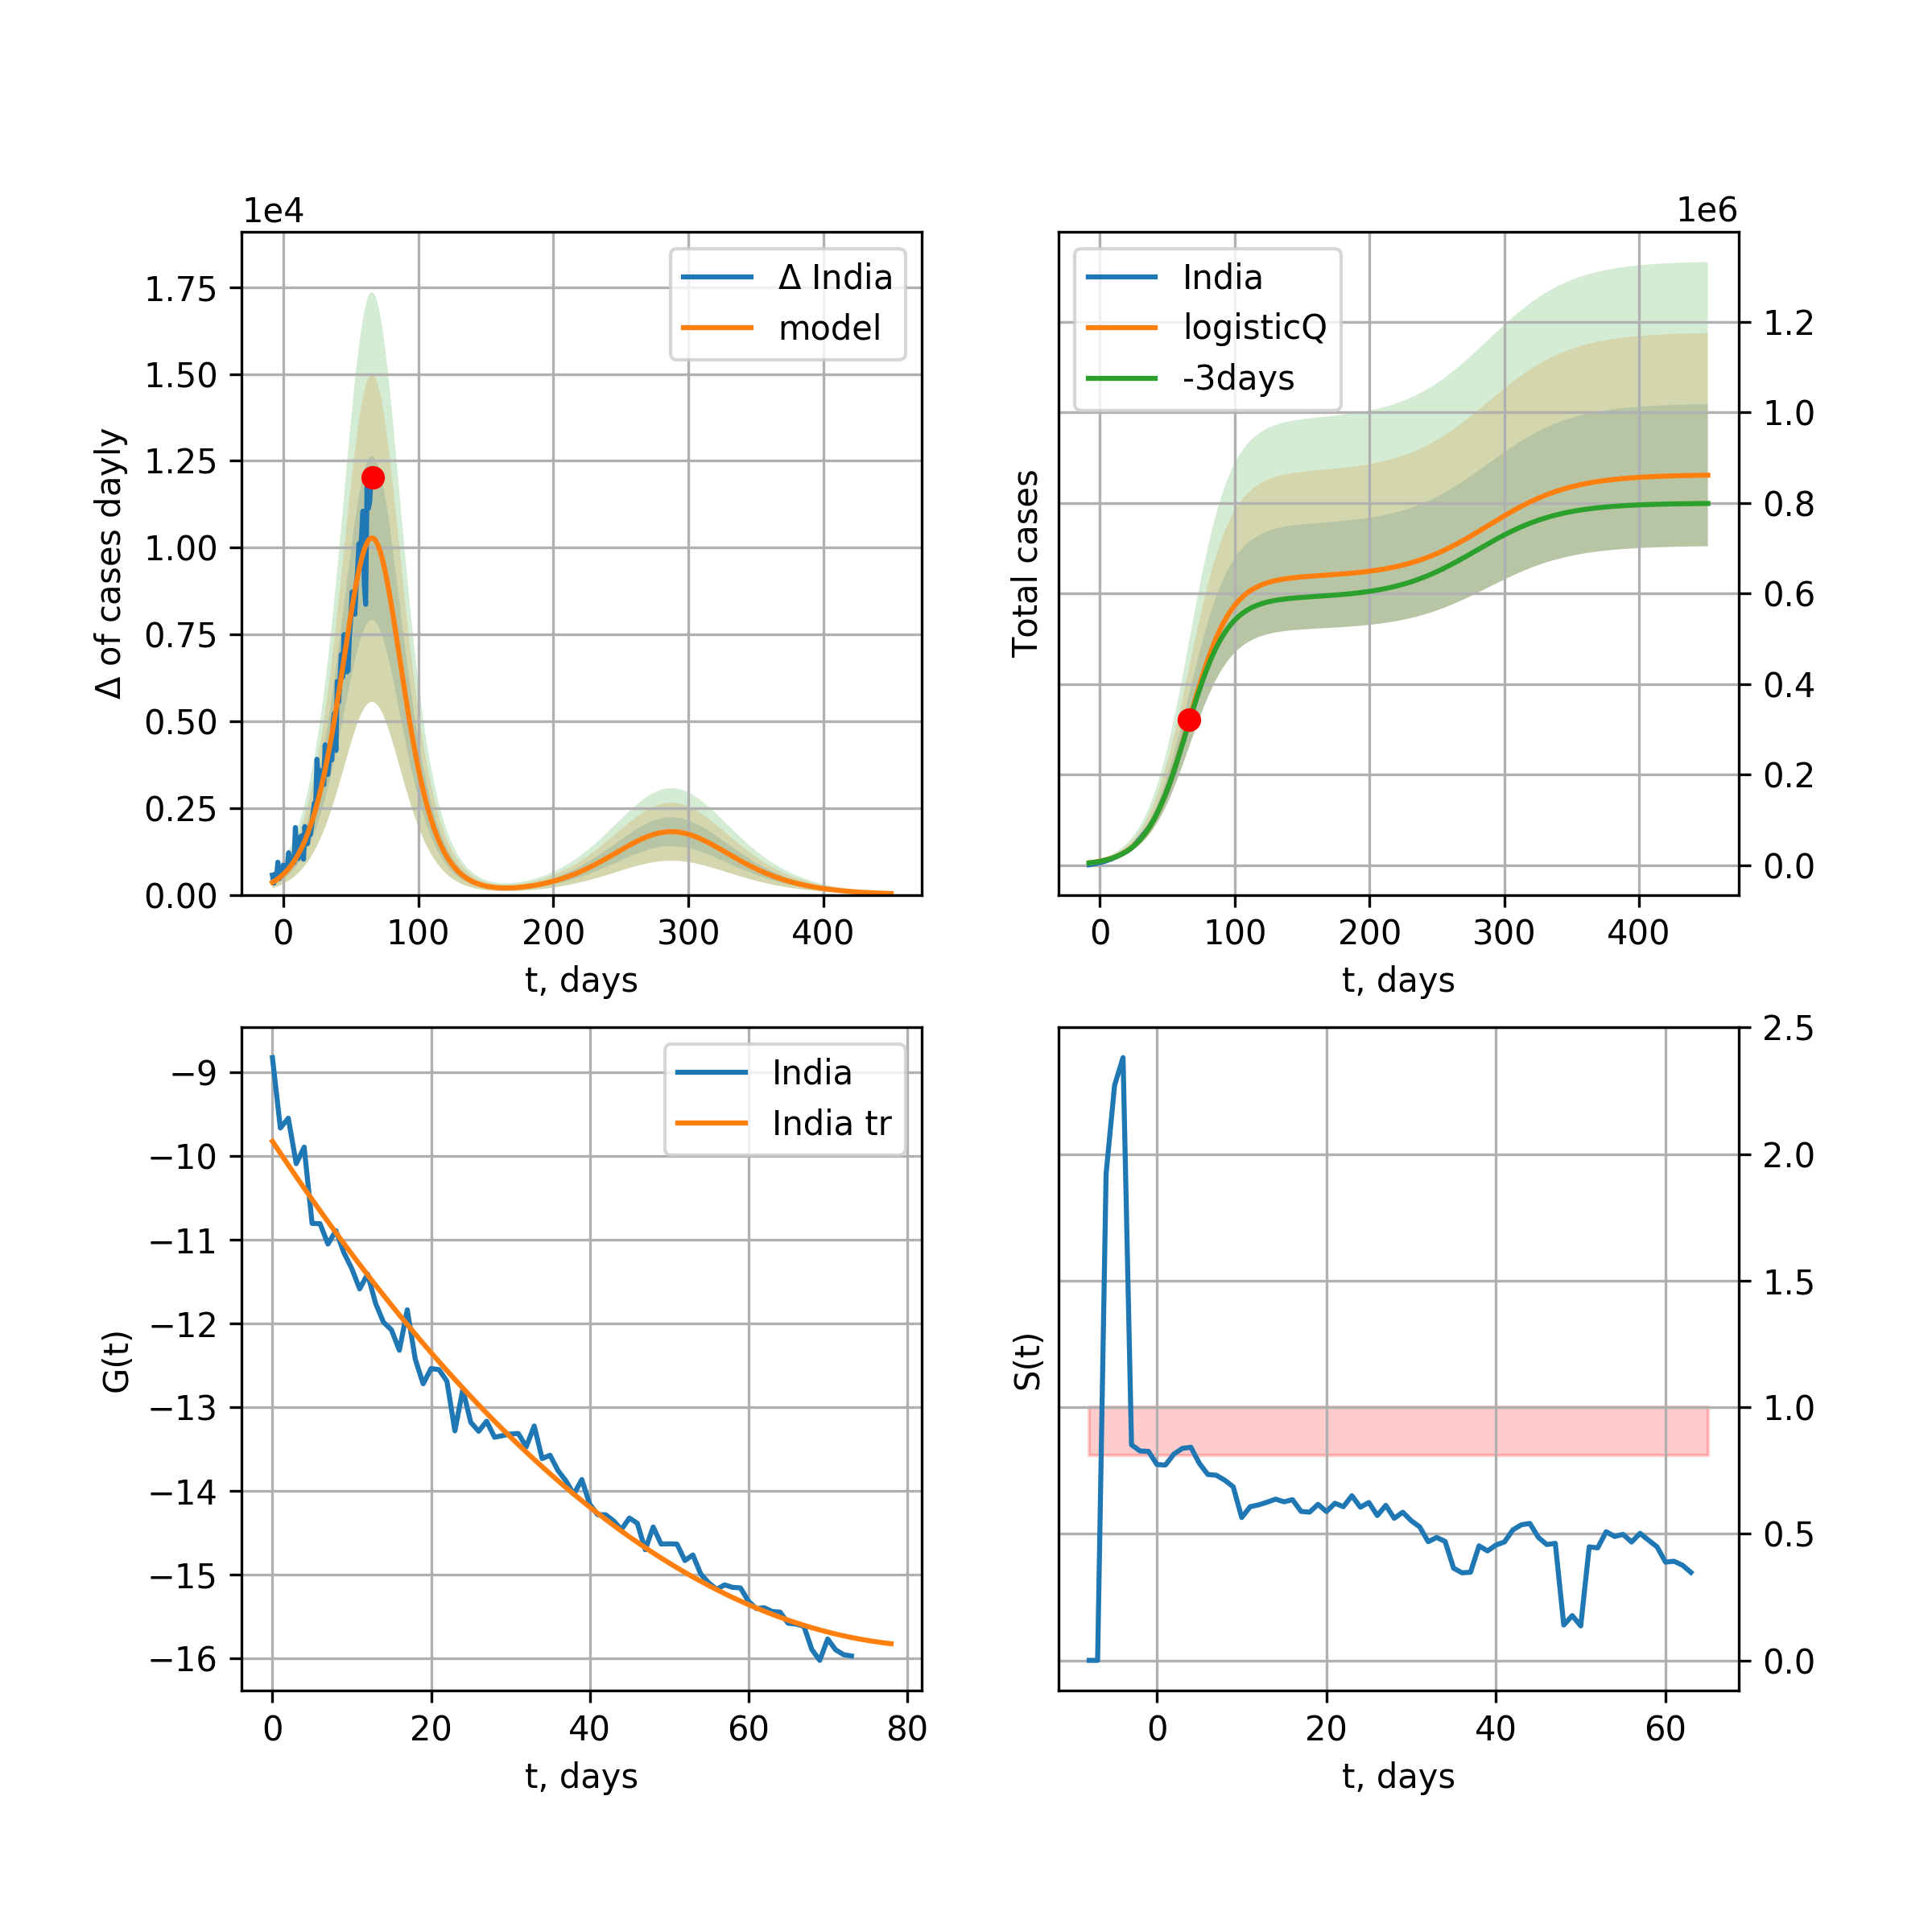 1e4
1.75
1.50
1.25
1.00
0.75
0.50
0.25
0.00
Δ of cases dayly
Δ India
model
0 100 200 300 400
t, days
1e6
India
logisticQ
-3days
Total cases
1.2
1.0
0.8
0.6
0.4
0.2
0.0
0 100 200 300 400
t, days
−9
−10
−11
−12
−13
−14
−15
−16
G(t)
India
India tr
0 20 40 60 80
t, days
S(t)
2.5
2.0
1.5
1.0
0.5
0.0
0 20 40 60
t, days